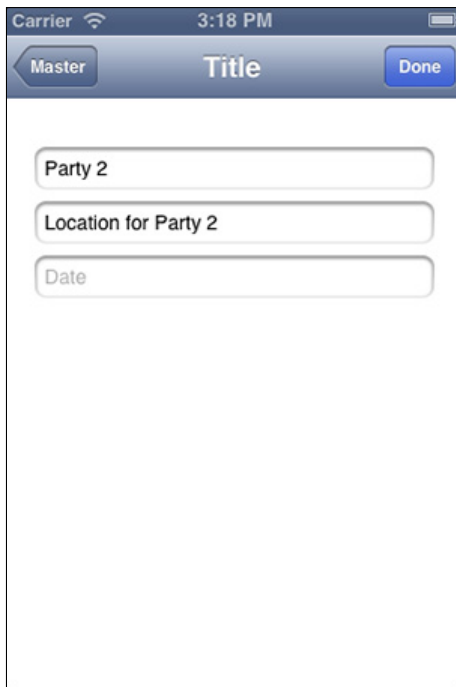 Carrier 3:18 PM
Master Title Done
Party 2
Location for Party 2
Date